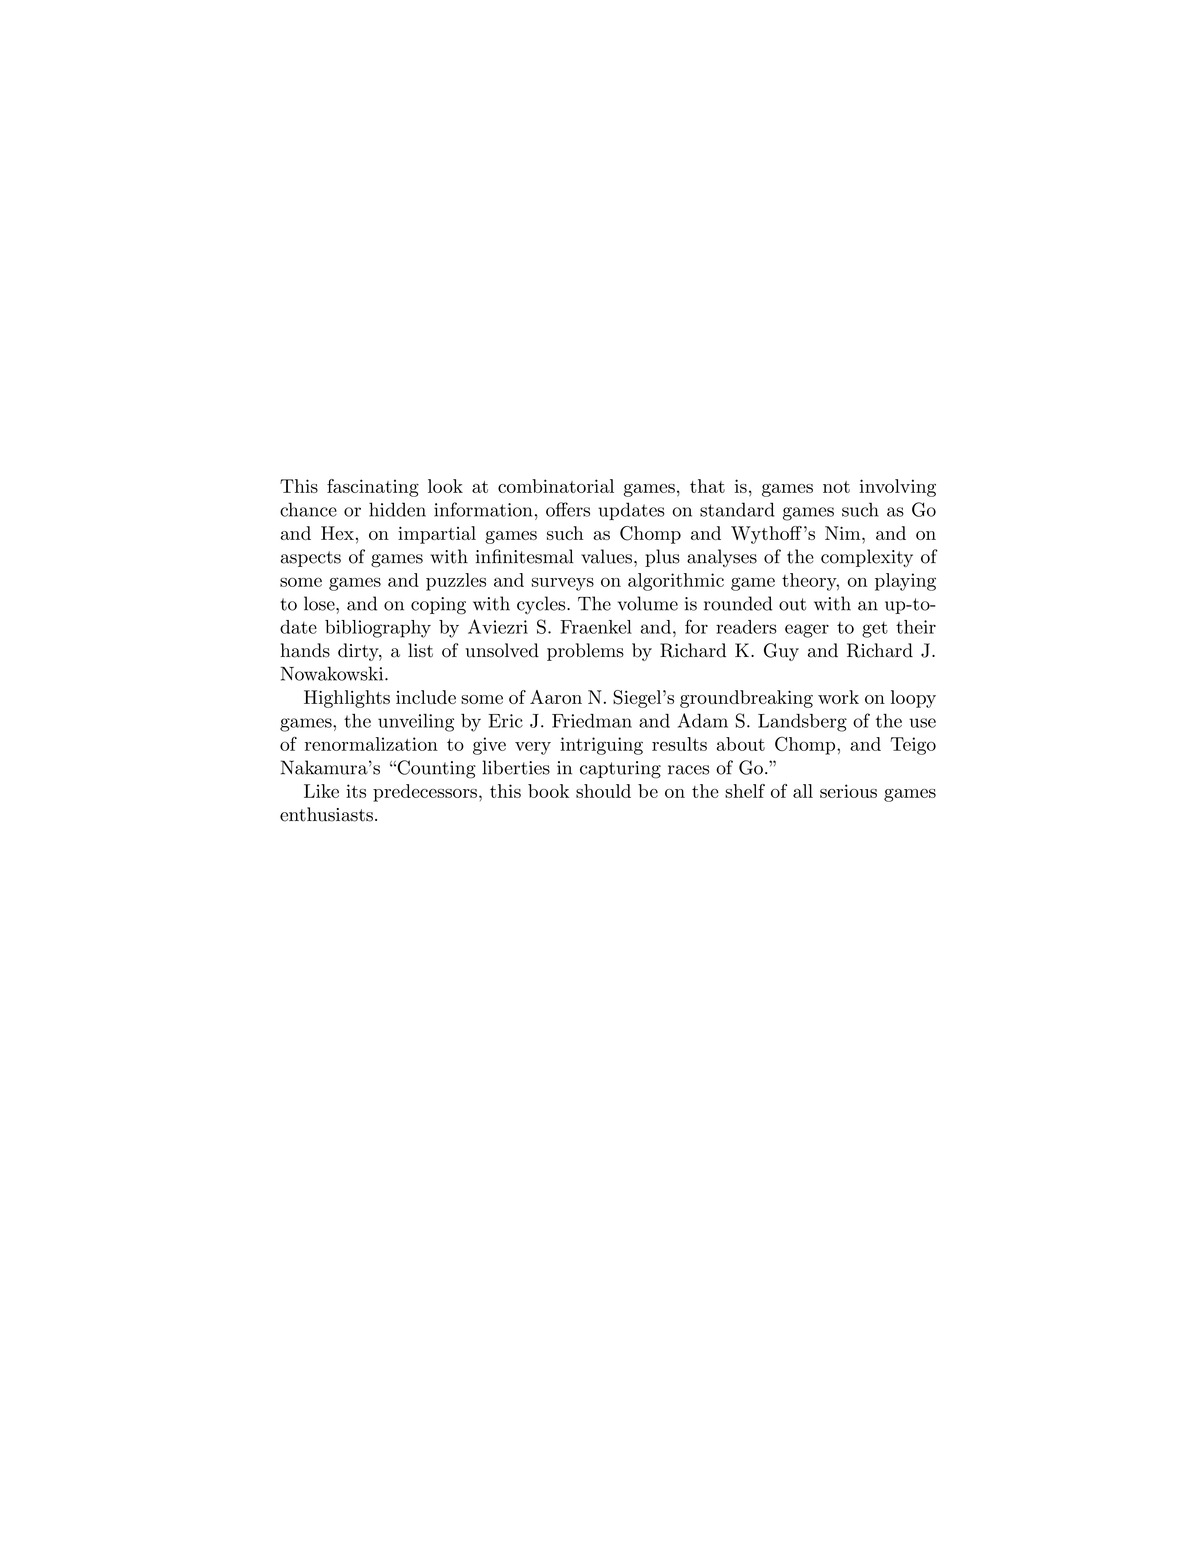 This fascinating look at combinatorial games, that is, games not involving
chance or hidden information, offers updates on standard games such as Go
and Hex, on impartial games such as Chomp and Wythoff's Nim, and on
aspects of games with infinitesmal values, plus analyses of the complexity of
some games and puzzles and surveys on algorithmic game theory, on playing
to lose, and on coping with cycles. The volume is rounded out with an up-to-
date bibliography by Aviezri S. Fraenkel and, for readers eager to get their
hands dirty, a list of unsolved problems by Richard K. Guy and Richard J.
Nowakowski.
Highlights include some of Aaron N. Siegel's groundbreaking work on loopy
games, the unveiling by Eric J. Friedman and Adam S. Landsberg of the use
of renormalization to give very intriguing results about Chomp, and Teigo
Nakamura's “Counting liberties in capturing races of Go.”
Like its predecessors, this book should be on the shelf of all serious games
enthusiasts.